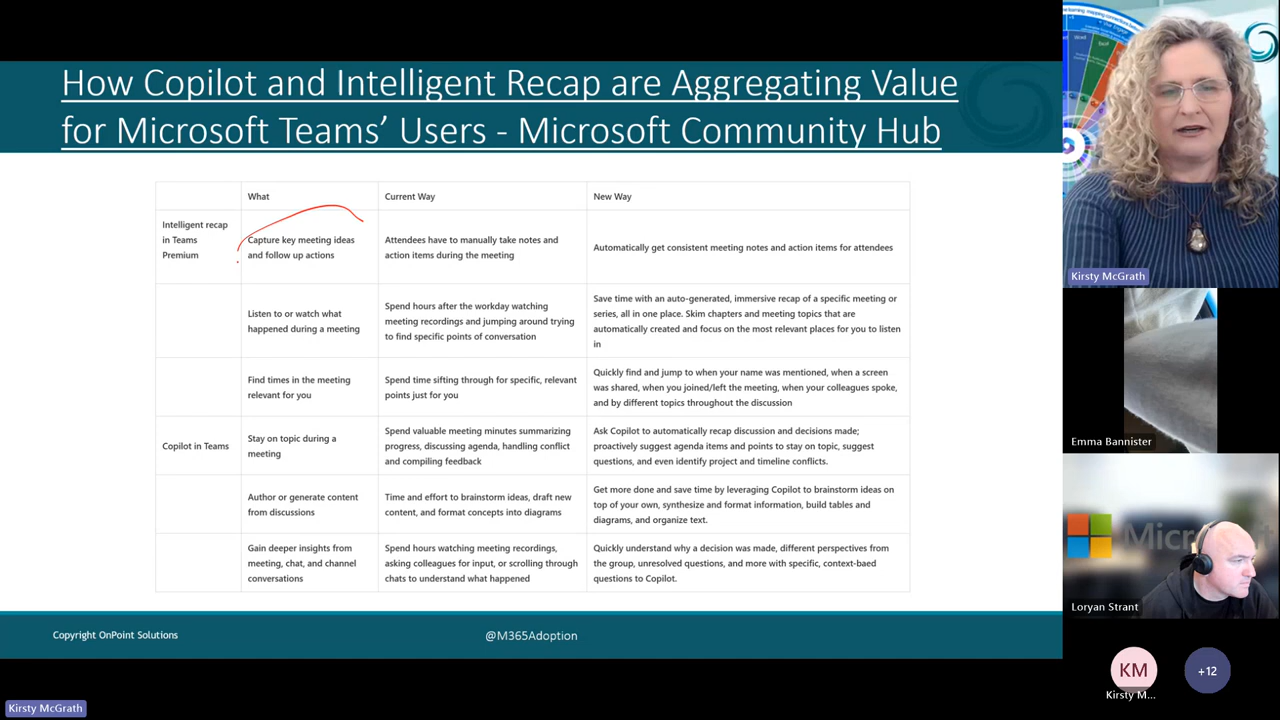 How Copilot and Intelligent Recap are Aggregating Value
for Microsoft Teams' Users - Microsoft Community Hub
What
Current Way
New Way
Intelligent recap
in Teams
Premium
Capture key meeting ideas
and follow up actions
Attendees have to manually take notes and
action items during the meeting
Automatically get consistent meeting notes and action items for attendees
Listen to or watch what
happened during a meeting
Spend hours after the workday watching
meeting recordings and jumping around trying
to find specific points of conversation
Save time with an auto-generated, immersive recap of a specific meeting or
series, all in one place. Skim chapters and meeting topics that are
automatically created and focus on the most relevant places for you to listen
in
Find times in the meeting
relevant for you
Spend time sifting through for specific, relevant
points just for you
Quickly find and jump to when your name was mentioned, when a screen
was shared, when you joined/left the meeting, when your colleagues spoke,
and by different topics throughout the discussion
Copilot in Teams
Stay on topic during a
meeting
Spend valuable meeting minutes summarizing
progress, discussing agenda, handling conflict
and compiling feedback
Ask Copilot to automatically recap discussion and decisions made;
proactively suggest agenda items and points to stay on topic, suggest
questions, and even identify project and timeline conflicts.
Author or generate content
from discussions
Time and effort to brainstorm ideas, draft new
content, and format concepts into diagrams
Get more done and save time by leveraging Copilot to brainstorm ideas on
top of your own, synthesize and format information, build tables and
diagrams, and organize text.
Gain deeper insights from
meeting, chat, and channel
conversations
Spend hours watching meeting recordings,
asking colleagues for input, or scrolling through
chats to understand what happened
Quickly understand why a decision was made, different perspectives from
the group, unresolved questions, and more with specific, context-baed
questions to Copilot.
Copyright OnPoint Solutions
@M365Adoption
Kirsty McGrath
Kirsty McGrath
Emma Bannister
Micr
Loryan Strant
KM
Kirsty M...
+12